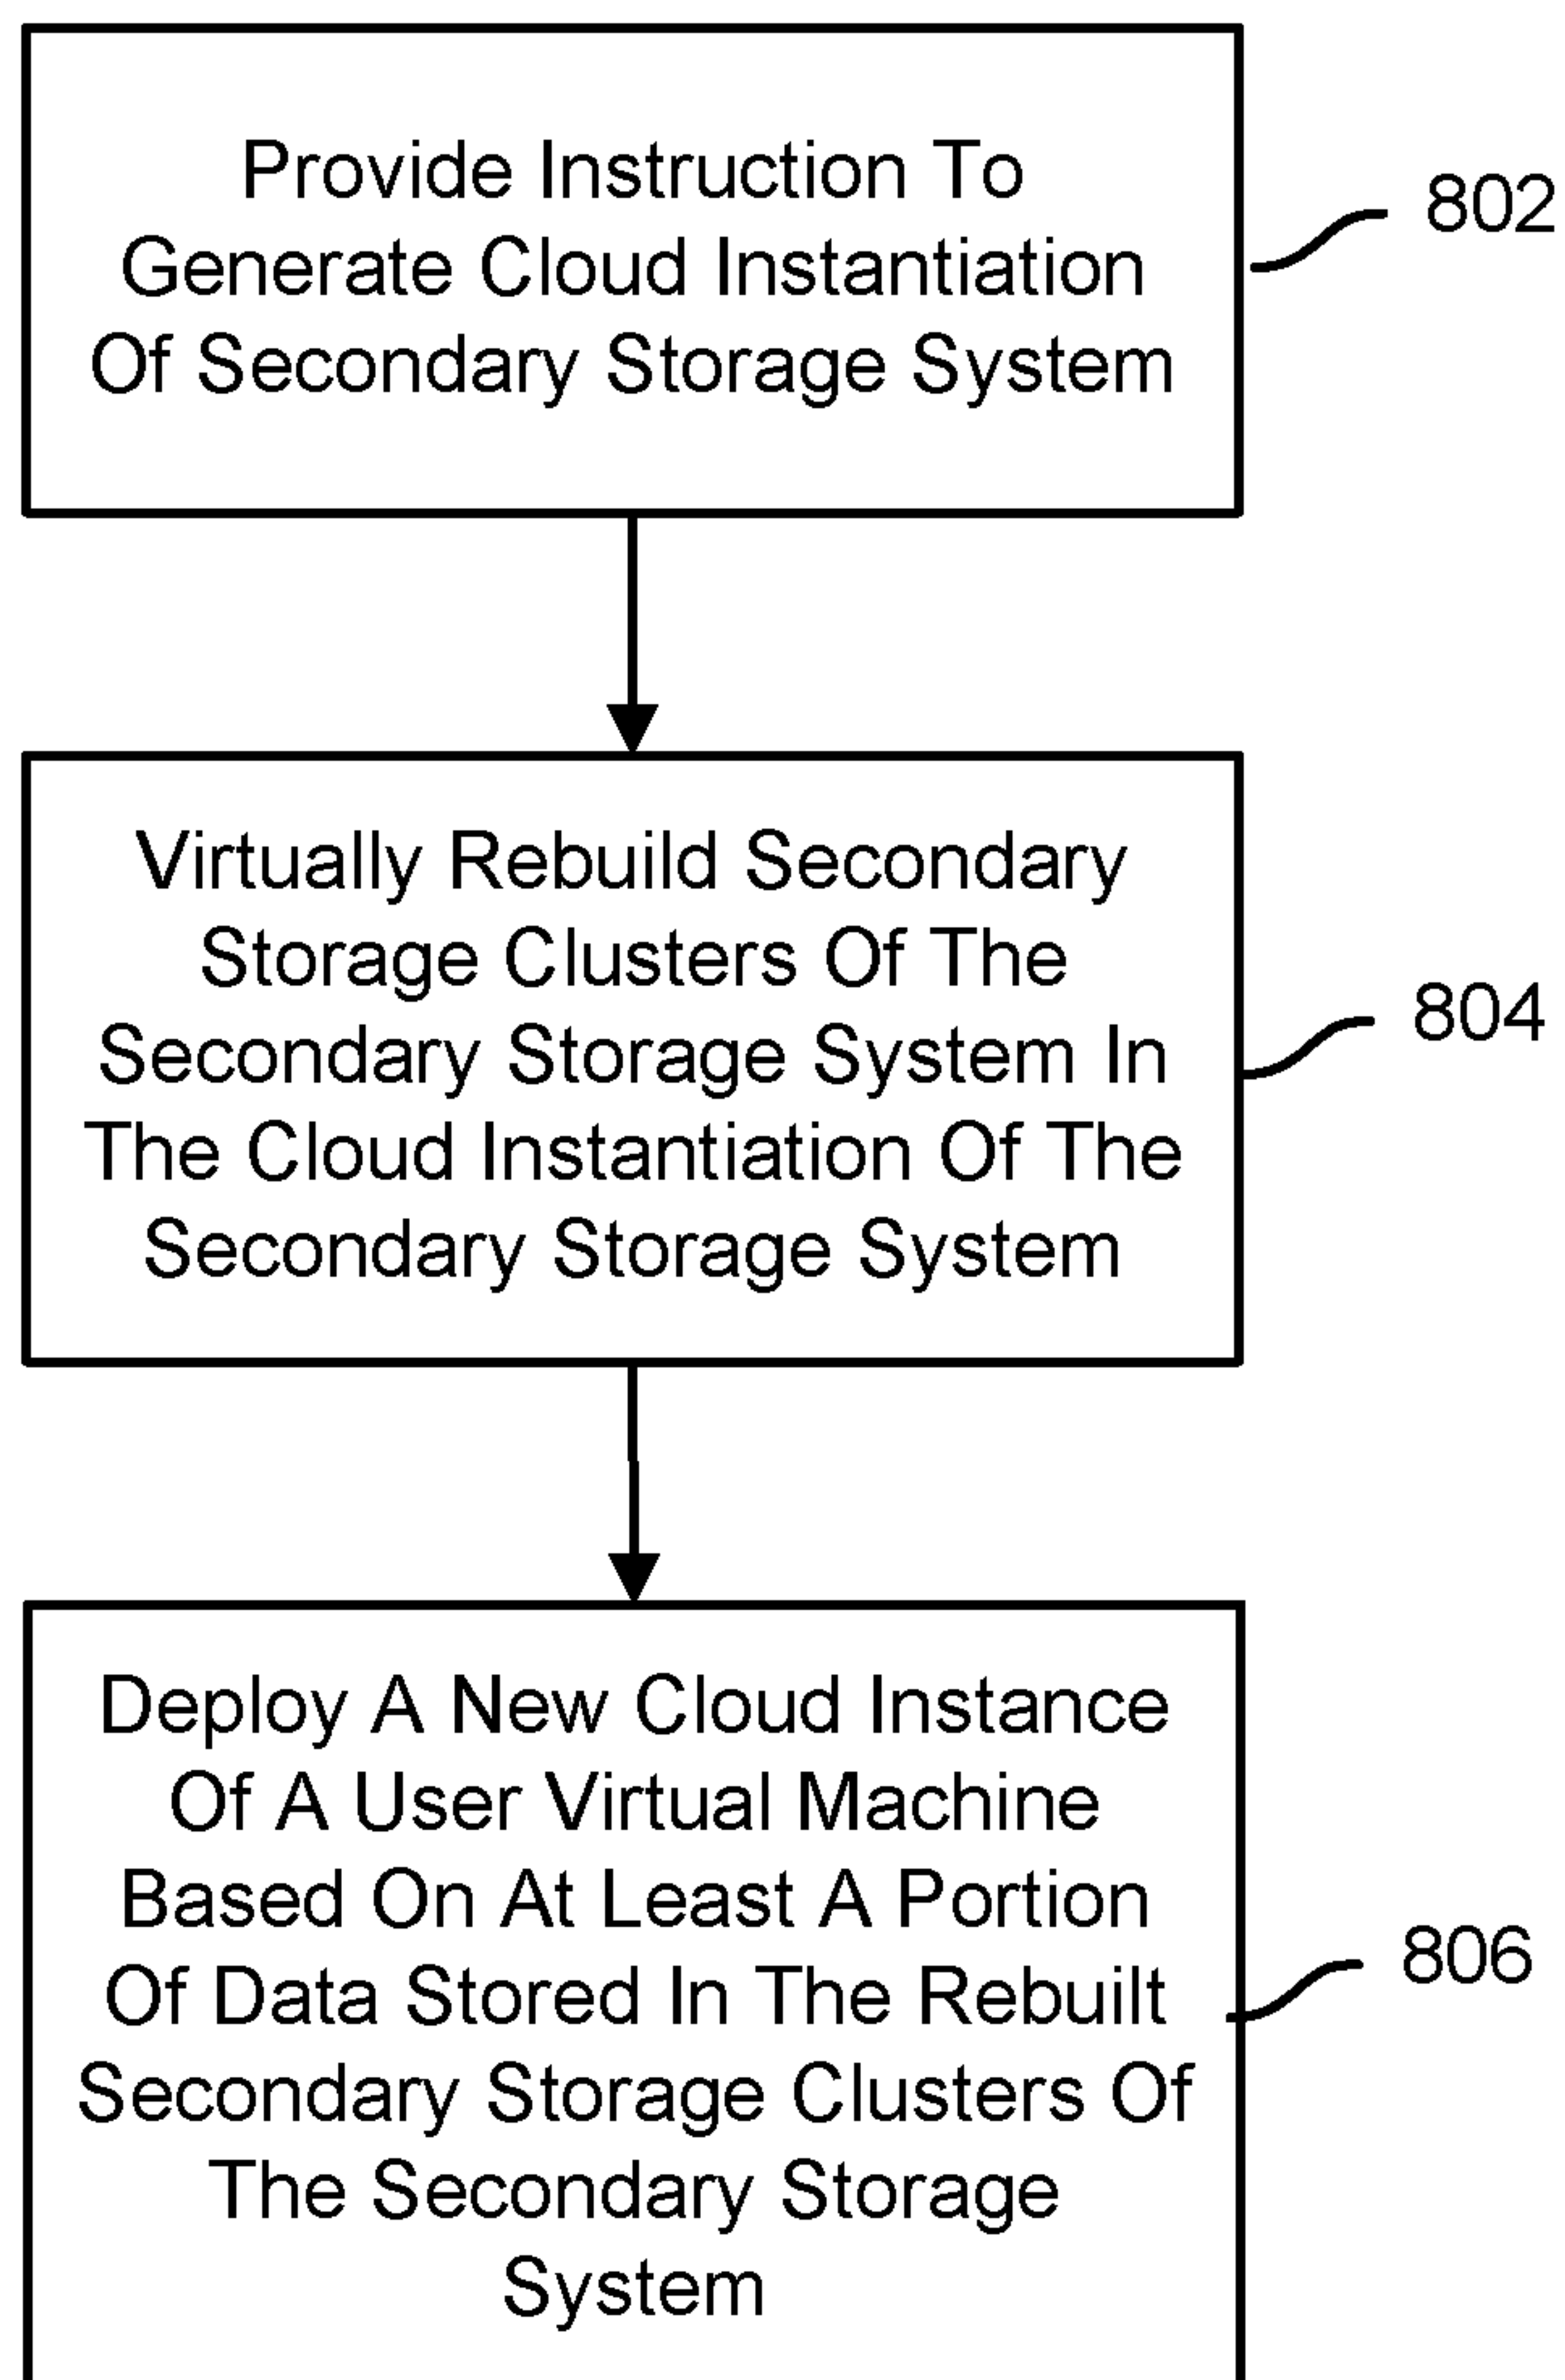 Provide Instruction To
Generate Cloud Instantiation
Of Secondary Storage System
802
Virtually Rebuild Secondary
Storage Clusters Of The
Secondary Storage System In
The Cloud Instantiation Of The
Secondary Storage System
804
Deploy A New Cloud Instance
Of A User Virtual Machine
Based On At Least A Portion
Of Data Stored In The Rebuilt
Secondary Storage Clusters Of
The Secondary Storage
System
806